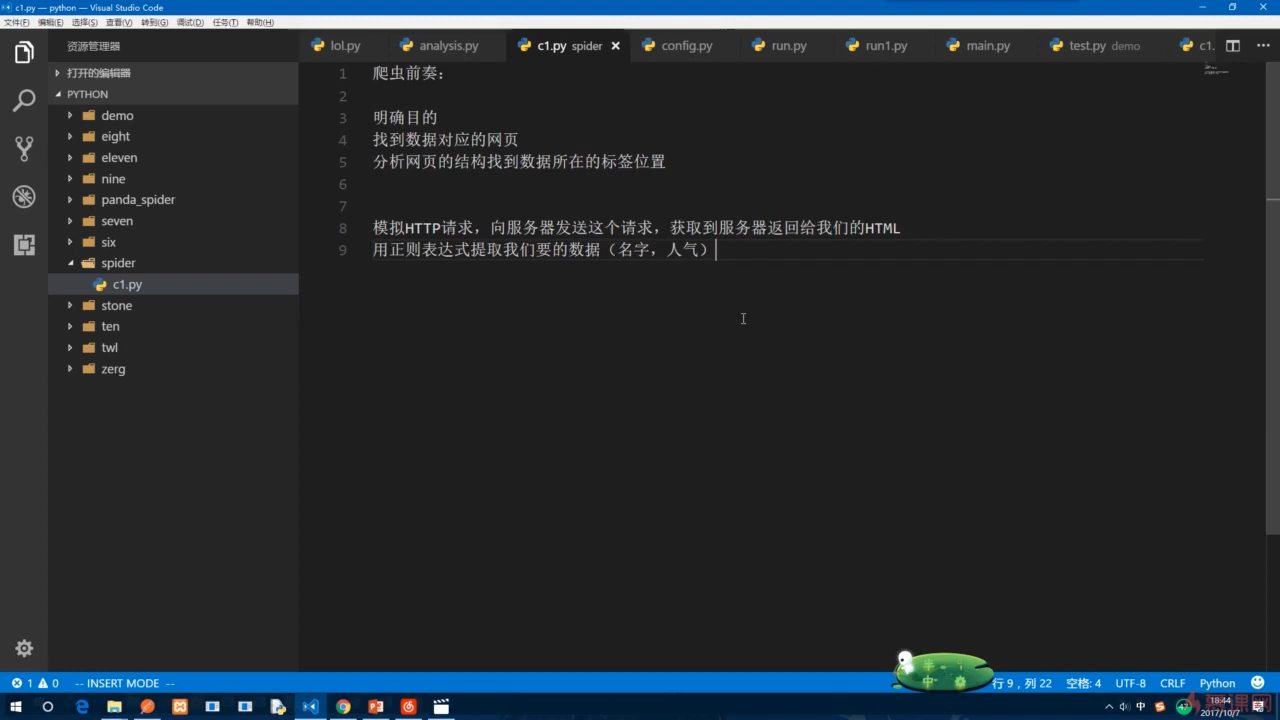 c1.py — python — Visual Studio Code
文件(F) 编辑(E) 选择(S) 查看(V) 转到(G) 调试(D) 任务(T) 帮助(H)
资源管理器
lol.py analysis.py c1.py spider config.py run.py run1.py main.py test.py demo c1.
打开的编辑器
PYTHON
demo
eight
eleven
nine
panda_spider
seven
six
spider
c1.py
stone
ten
twl
zerg
1 爬虫前奏：
2
3 明确目的
4 找到数据对应的网页
5 分析网页的结构找到数据所在的标签位置
6
7
8 模拟HTTP请求，向服务器发送这个请求，获取到服务器返回给我们的HTML
9 用正则表达式提取我们要的数据（名字，人气）
1 0 -- INSERT MODE -- 行 9，列 22 空格: 4 UTF-8 CRLF Python
中 47 18:44
2017/10/7